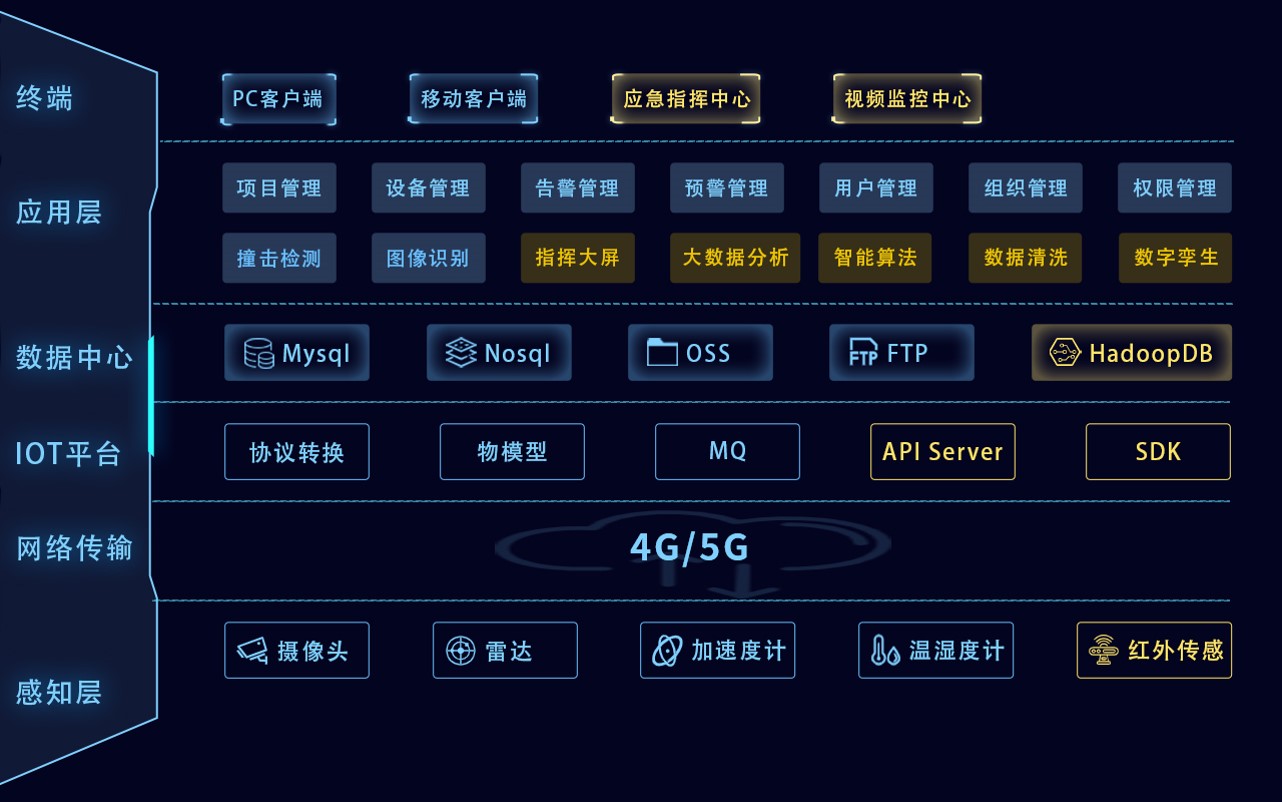 终端
PC客户端
移动客户端
应急指挥中心
视频监控中心
应用层
项目管理
设备管理
告警管理
预警管理
用户管理
组织管理
权限管理
撞击检测
图像识别
指挥大屏
大数据分析
智能算法
数据清洗
数字孪生
数据中心
Mysql
Nosql
OSS
FTP
FTP
HadoopDB
IOT平台
协议转换
物模型
MQ
API Server
SDK
网络传输
4G/5G
感知层
摄像头
雷达
加速度计
温湿度计
红外传感